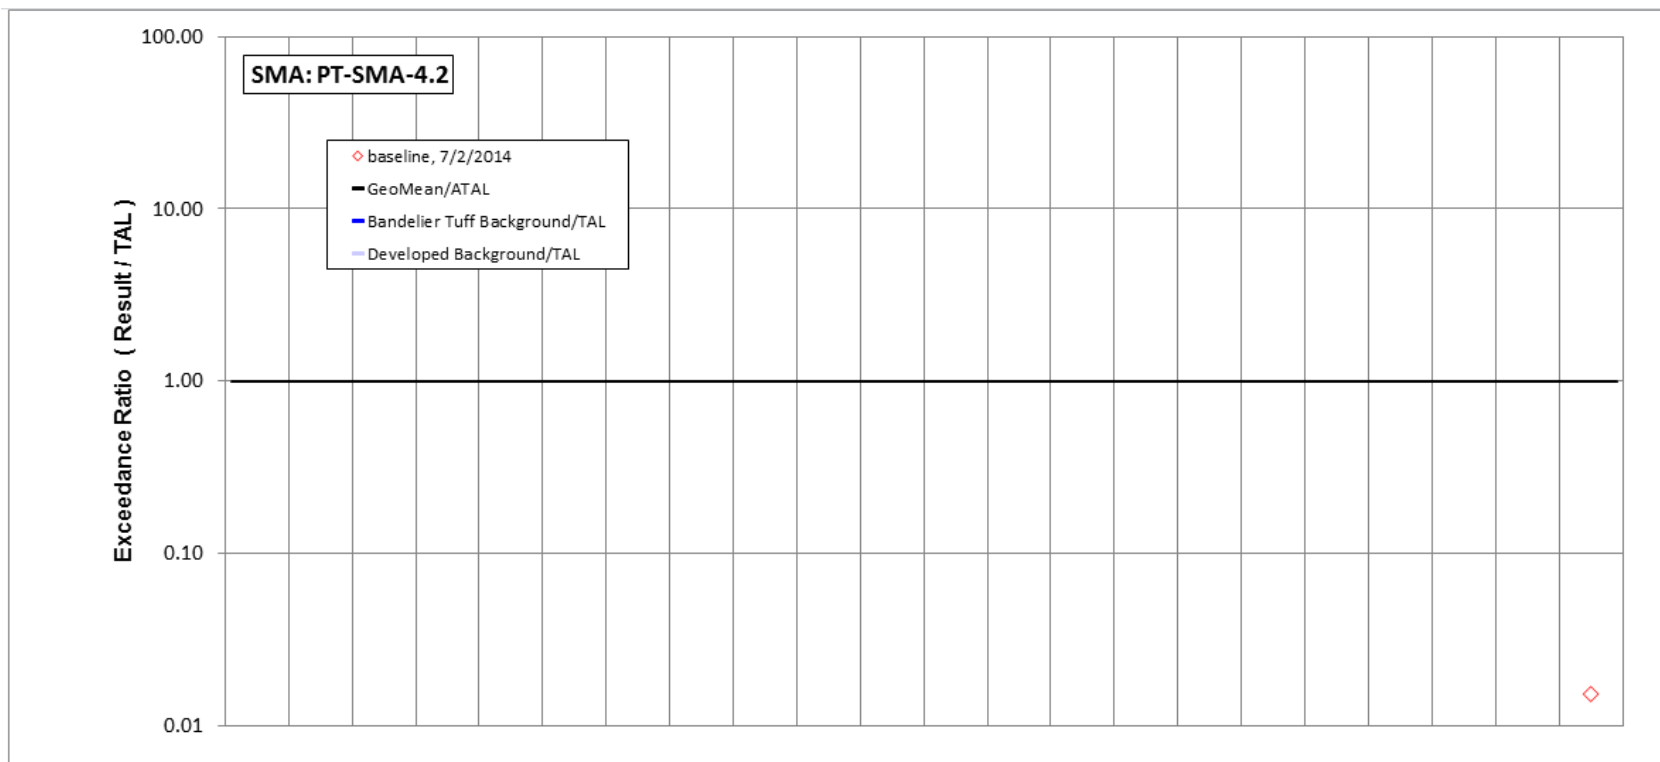 100.00
SMA: PT-SMA-4.2
baseline, 7/2/2014
GeoMean/ATAL
Bandelier Tuff Background/TAL
Developed Background/TAL
10.00
1.00
0.10
0.01
Exceedance Ratio ( Result / TAL )